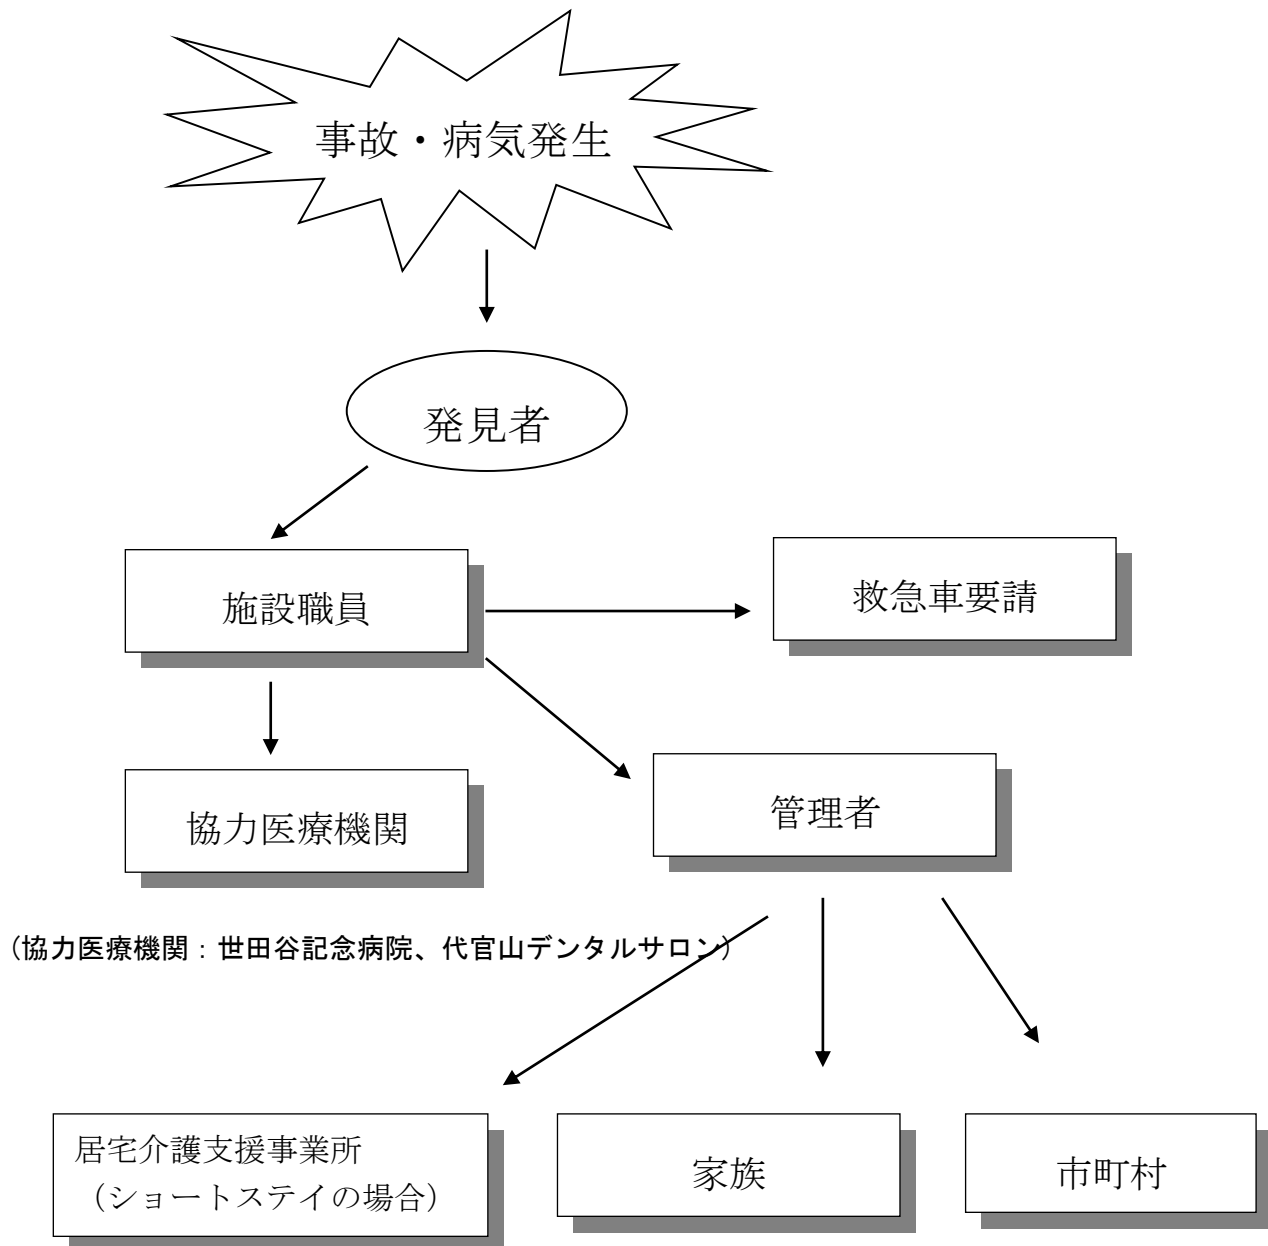 事故・病気発生
発見者
施設職員
救急車要請
協力医療機関
管理者
(協力医療機関：世田谷記念病院、代官山デンタルサロン)
居宅介護支援事業所
（ショートステイの場合）
家族
市町村